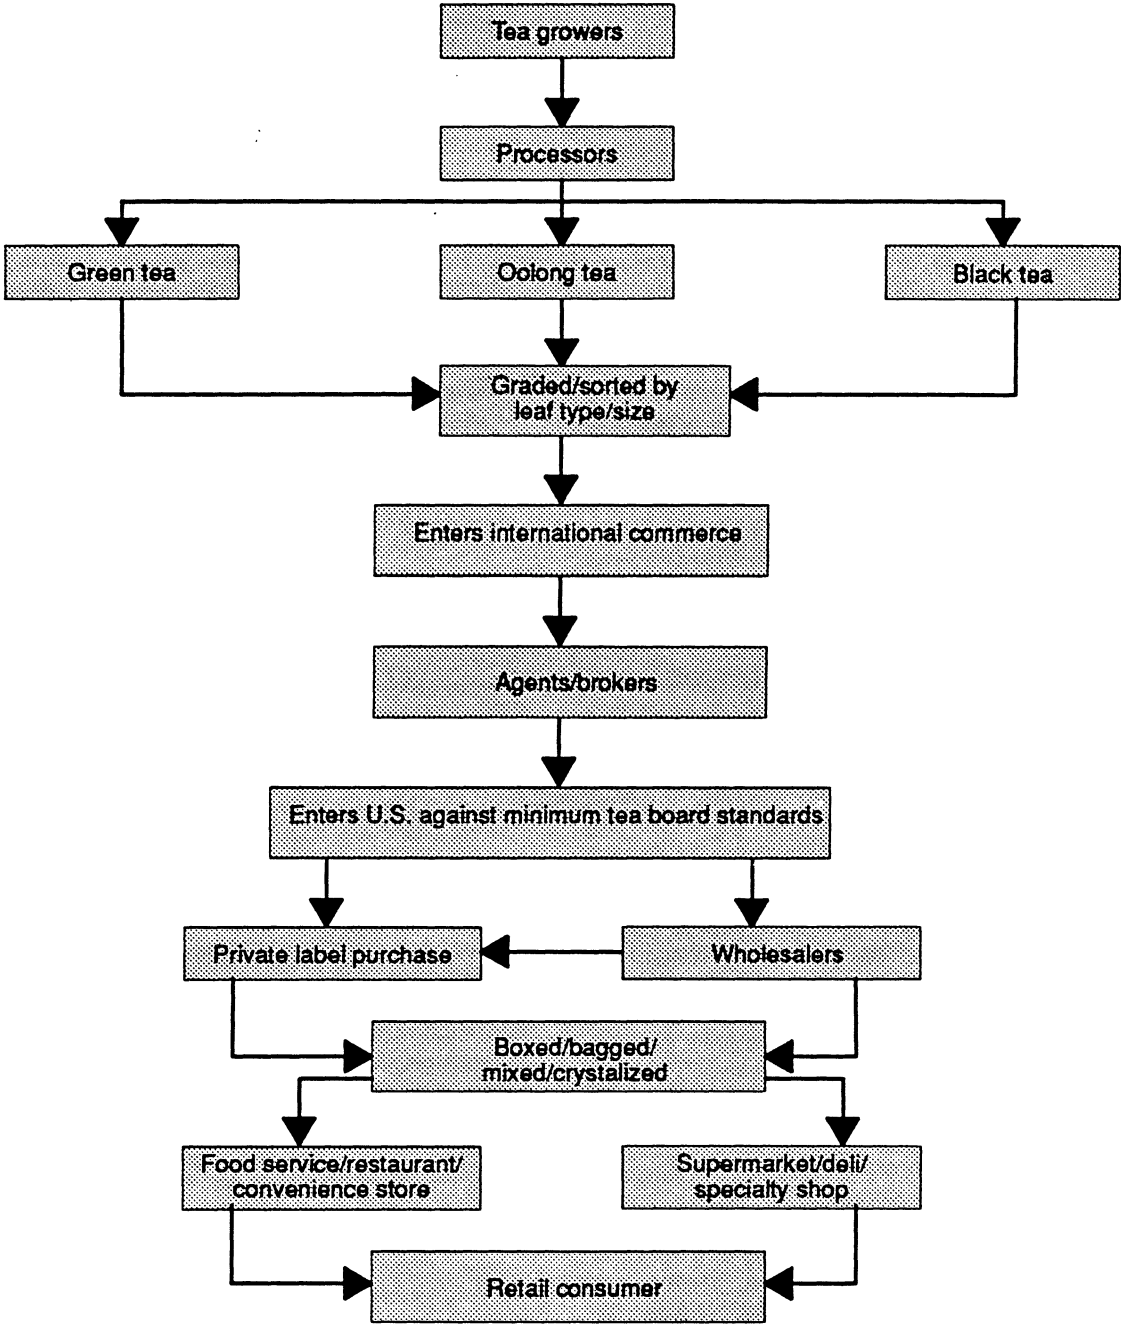 Tea growers
Processors
Green tea
Oolong tea
Black tea
Graded/sorted by
leaf type/size
Enters international commerce
Agents/brokers
Enters U.S. against minimum tea board standards
Private label purchase
Wholesalers
Boxed/bagged/
mixed/crystalized
Food service/restaurant/
convenience store
Supermarket/deli/
specialty shop
Retail consumer